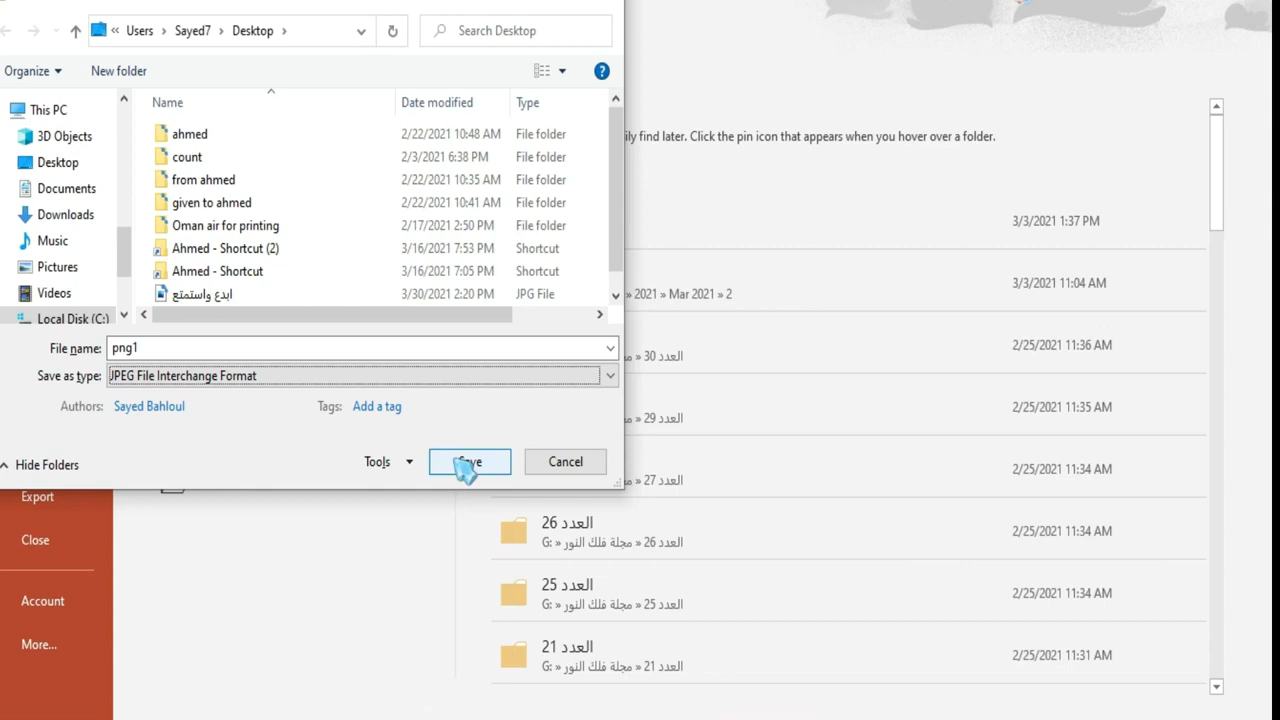 « Users › Sayed7 › Desktop ›
Search Desktop
Organize
New folder
This PC
3D Objects
Desktop
Documents
Downloads
Music
Pictures
Videos
Local Disk (C:)
Name Date modified Type
ahmed 2/22/2021 10:48 AM File folder
count 2/3/2021 6:38 PM File folder
from ahmed 2/22/2021 10:35 AM File folder
given to ahmed 2/22/2021 10:41 AM File folder
Oman air for printing 2/17/2021 2:50 PM File folder
Ahmed - Shortcut (2) 3/16/2021 7:53 PM Shortcut
Ahmed - Shortcut 3/16/2021 7:05 PM Shortcut
ابدع واستمتع 3/30/2021 2:20 PM JPG File
File name: png1
Save as type: JPEG File Interchange Format
Authors: Sayed Bahloul Tags: Add a tag
Hide Folders
Tools
Save
Cancel
Export
Close
Account
More...
find later. Click the pin icon that appears when you hover over a folder.
3/3/2021 1:37 PM
» 2021 » Mar 2021 » 2
3/3/2021 11:04 AM
» 30 العدد
2/25/2021 11:36 AM
» 29 العدد
2/25/2021 11:35 AM
» 27 العدد
2/25/2021 11:34 AM
العدد 26
G: » مجلة فلك النور » العدد 26
2/25/2021 11:34 AM
العدد 25
G: » مجلة فلك النور » العدد 25
2/25/2021 11:34 AM
العدد 21
G: » مجلة فلك النور » العدد 21
2/25/2021 11:31 AM